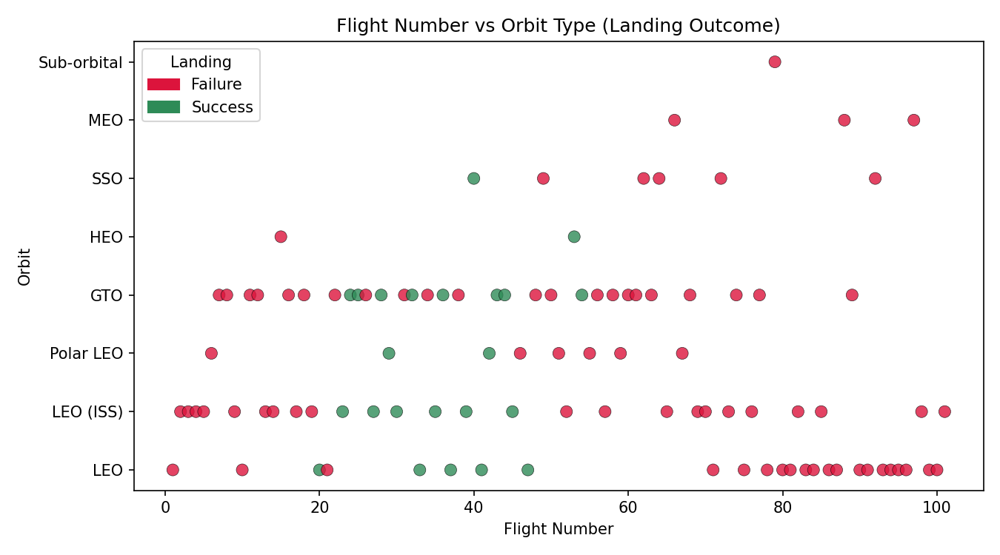 Flight Number vs Orbit Type (Landing Outcome)
Landing
Failure
Success
Orbit
Sub-orbital
MEO
SSO
HEO
GTO
Polar LEO
LEO (ISS)
LEO
0 20 40 60 80 100
Flight Number